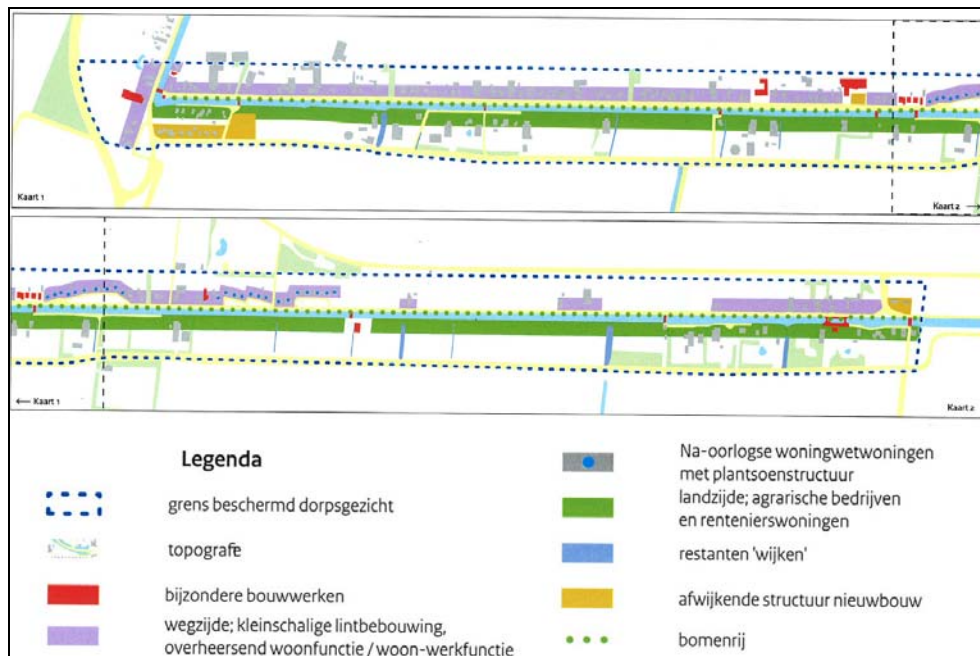 Kaart 1
Kaart 2 →
← Kaart 1
Kaart 2
Legenda
grens beschermd dorpsgezicht
topografe
bijzondere bouwwerken
wegzijde; kleinschalige lintbebouwing,
overheersend woonfunctie / woon-werkfunctie
Na-oorlogse woningwetwoningen
met plantsoenstructuur
landzijde; agrarische bedrijven
en rentenierswoningen
restanten 'wijken'
afwijkende structuur nieuwbouw
bomenrij